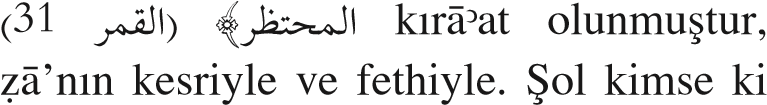 المحتظر﴾ (القمر 31) kırāʾat olunmuştur,
ẓā’nın kesriyle ve fethiyle. Şol kimse ki